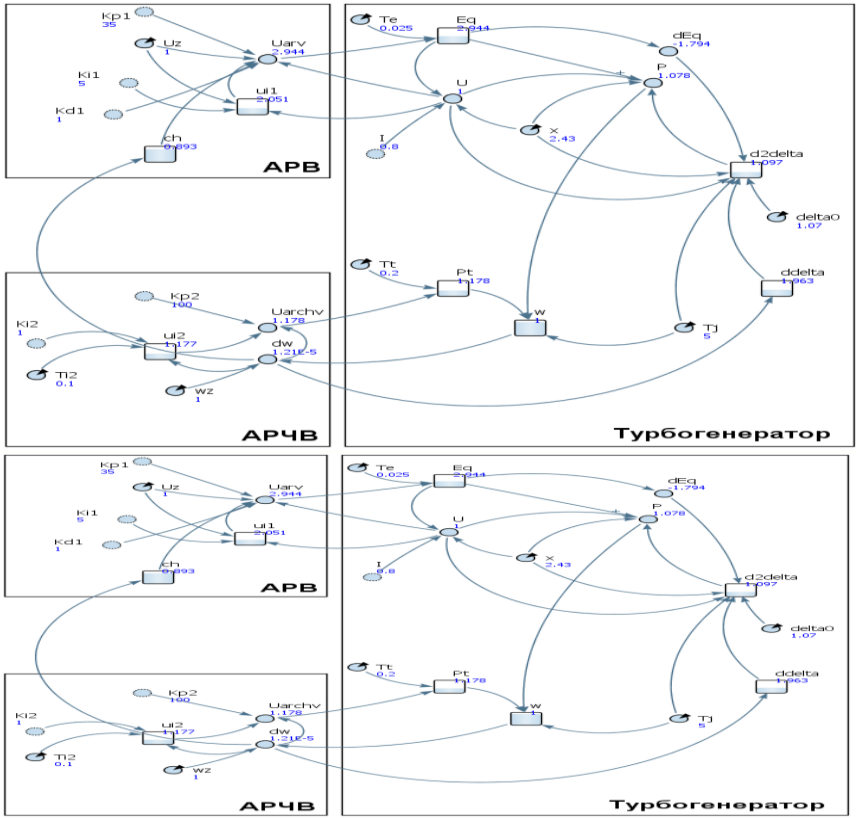 Kp1
35
Uz
1
Ki1
5
Kd1
1
Uarv
2.944
ui1
2.051
ch
0.893
АРВ
Te
0.025
Eq
2.944
dEq
-1.794
P
1.078
U
1
I
0.8
x
2.43
d2delta
1.097
delta0
1.07
ddelta
1.963
Tt
0.2
Pt
1.178
w
1
Tj
5
Турбогенератор
Kp2
100
Uarchv
1.178
Ki2
1
ui2
1.177
dw
1.21E-5
Ti2
0.1
wz
1
АРЧВ
Kp1
35
Uz
1
Ki1
5
Kd1
1
Uarv
2.944
ui1
2.051
ch
0.893
АРВ
Te
0.025
Eq
2.944
dEq
-1.794
P
1.078
U
1
I
0.8
x
2.43
d2delta
1.097
delta0
1.07
ddelta
1.963
Tt
0.2
Pt
1.178
w
1
Tj
5
Турбогенератор
Kp2
100
Uarchv
1.178
Ki2
1
ui2
1.177
dw
1.21E-5
Ti2
0.1
wz
1
АРЧВ